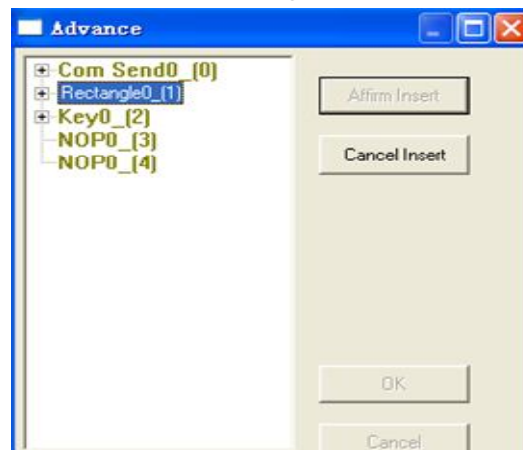 Advance
Com Send0_(0)
Rectangle0_(1)
Key0_(2)
NOP0_(3)
NOP0_(4)
Affirm Insert
Cancel Insert
OK
Cancel